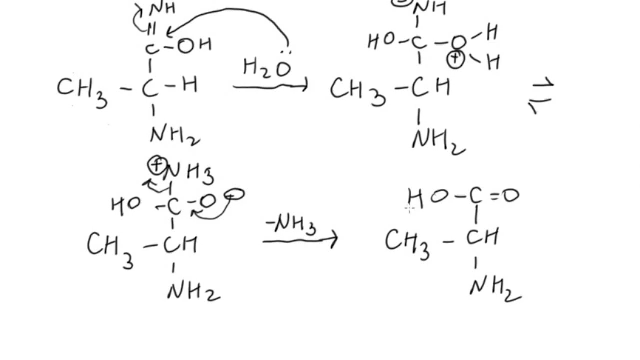 NH
C-OH
CH3 - C - H
NH2
H2O
NH
HO-C-O-H
H
CH3 - CH
NH2
⇌
+NH3
HO -C-O-
CH3 - CH
NH2
-NH3
HO-C=O
CH3 - CH
NH2